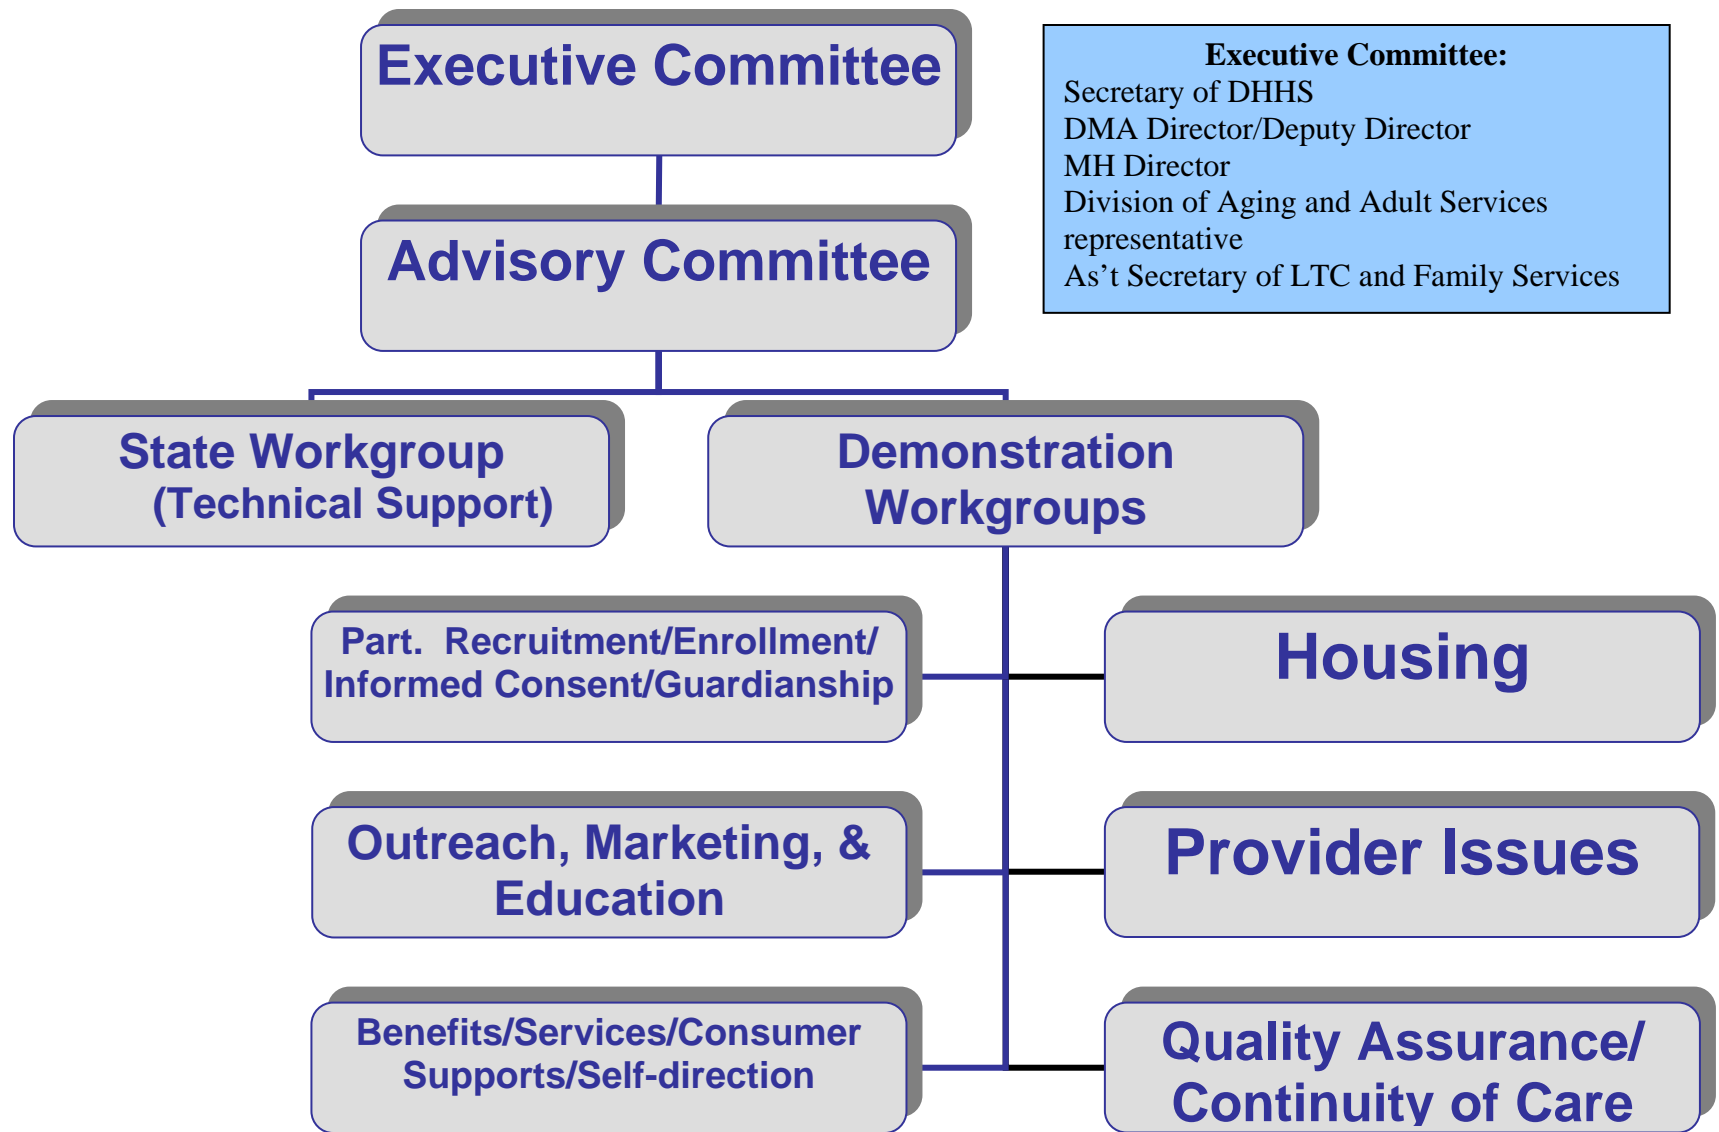 Executive Committee
Executive Committee:
Secretary of DHHS
DMA Director/Deputy Director
MH Director
Division of Aging and Adult Services
representative
As’t Secretary of LTC and Family Services
Advisory Committee
State Workgroup
(Technical Support)
Demonstration
Workgroups
Part.  Recruitment/Enrollment/
Informed Consent/Guardianship
Housing
Outreach, Marketing, &
Education
Provider Issues
Benefits/Services/Consumer
Supports/Self-direction
Quality Assurance/
Continuity of Care